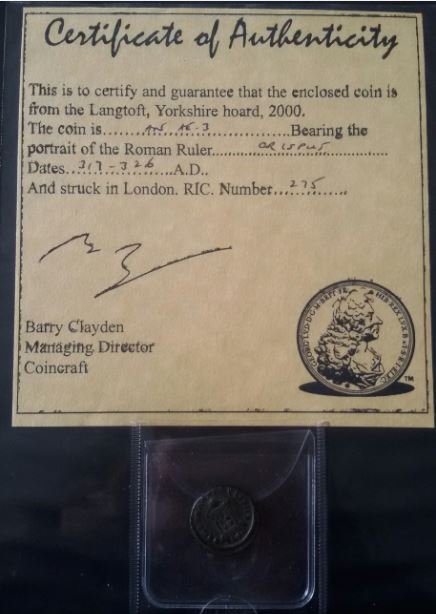 Certificate of Authenticity
This is to certify and guarantee that the enclosed coin is
from the Langtoft, Yorkshire hoard, 2000.
The coin is...............................Bearing the
portrait of the Roman Ruler......CRISPUS......
Dates...317-326...A.D..
And struck in London. RIC. Number...275...
Barry Clayden
Managing Director
Coincraft
TM